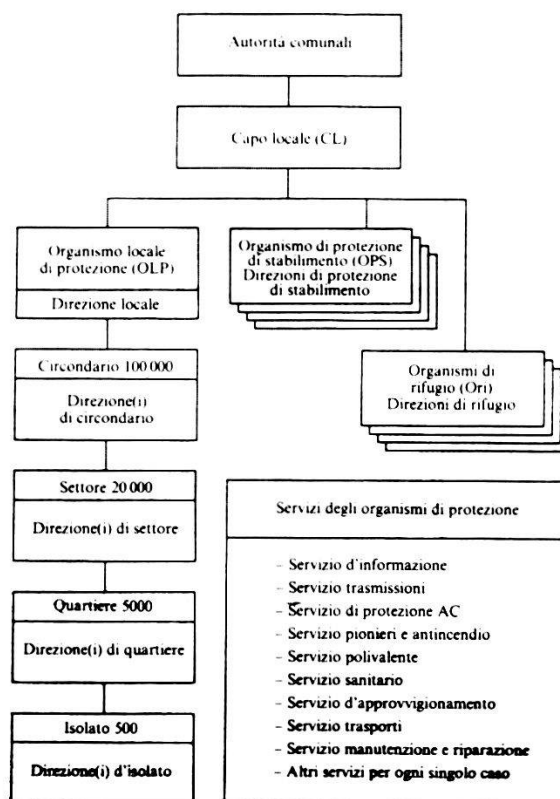 Autorità comunali
Capo locale (CL)
Organismo locale
di protezione (OLP)
Direzione locale
Organismo di protezione
di stabilimento (OPS)
Direzioni di protezione
di stabilimento
Organismi di
rifugio (Ori)
Direzioni di rifugio
Circondario 100 000
Direzione(i)
di circondario
Settore 20 000
Direzione(i) di settore
Quartiere 5000
Direzione(i) di quartiere
Isolato 500
Direzione(i) d'isolato
Servizi degli organismi di protezione
– Servizio d'informazione
– Servizio trasmissioni
– Servizio di protezione AC
– Servizio pionieri e antincendio
– Servizio polivalente
– Servizio sanitario
– Servizio d'approvvigionamento
– Servizio trasporti
– Servizio manutenzione e riparazione
– Altri servizi per ogni singolo caso